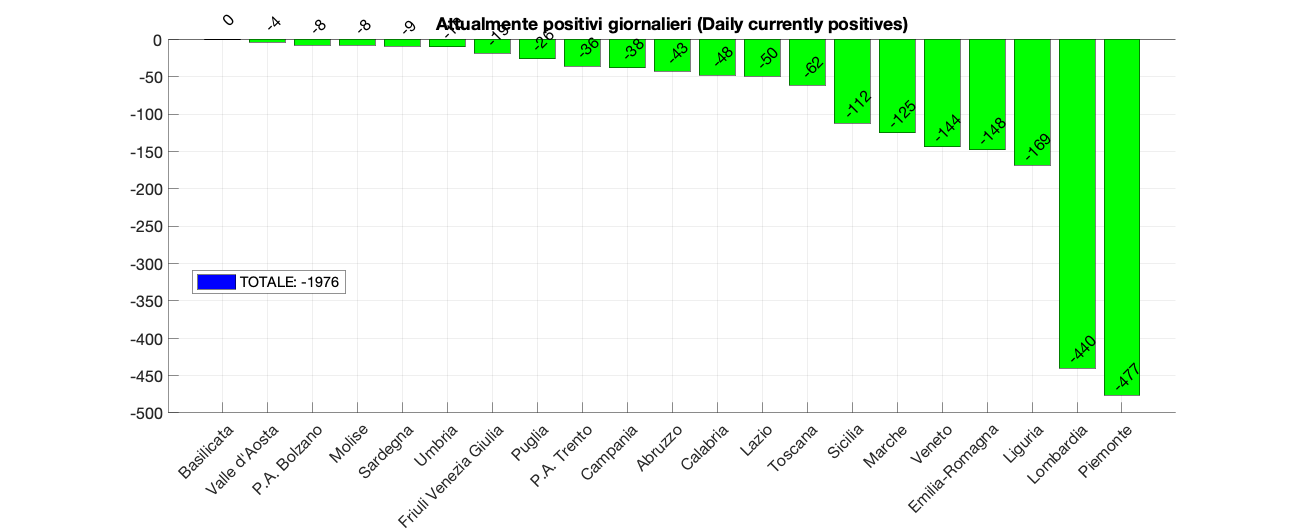 Attualmente positivi giornalieri (Daily currently positives)
0
-4
-8
-8
-9
-10
-19
-26
-36
-38
-43
-48
-50
-62
-112
-125
-144
-148
-169
-440
-477
0
-50
-100
-150
-200
-250
-300
-350
-400
-450
-500
TOTALE: -1976
Basilicata
Valle d'Aosta
P.A. Bolzano
Molise
Sardegna
Umbria
Friuli Venezia Giulia
Puglia
P.A. Trento
Campania
Abruzzo
Calabria
Lazio
Toscana
Sicilia
Marche
Veneto
Emilia-Romagna
Liguria
Lombardia
Piemonte